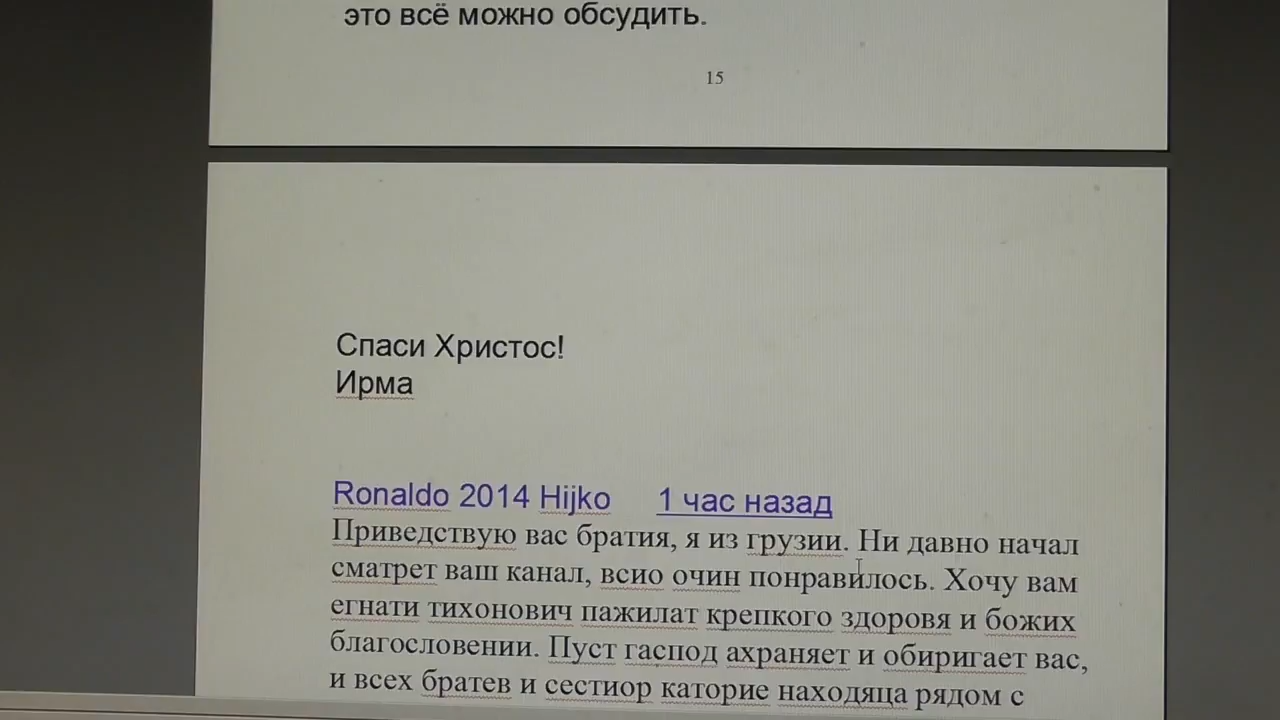 это всё можно обсудить.
15
Спаси Христос!
Ирма
Ronaldo 2014 Hijko 1 час назад
Приведствую вас братия, я из грузии. Ни давно начал
сматрет ваш канал, всио очин понравилось. Хочу вам
егнати тихонович пажилат крепкого здоровя и божих
благословении. Пуст гаспод ахраняет и обиригает вас,
и всех братев и сестиор каторие находяца рядом с